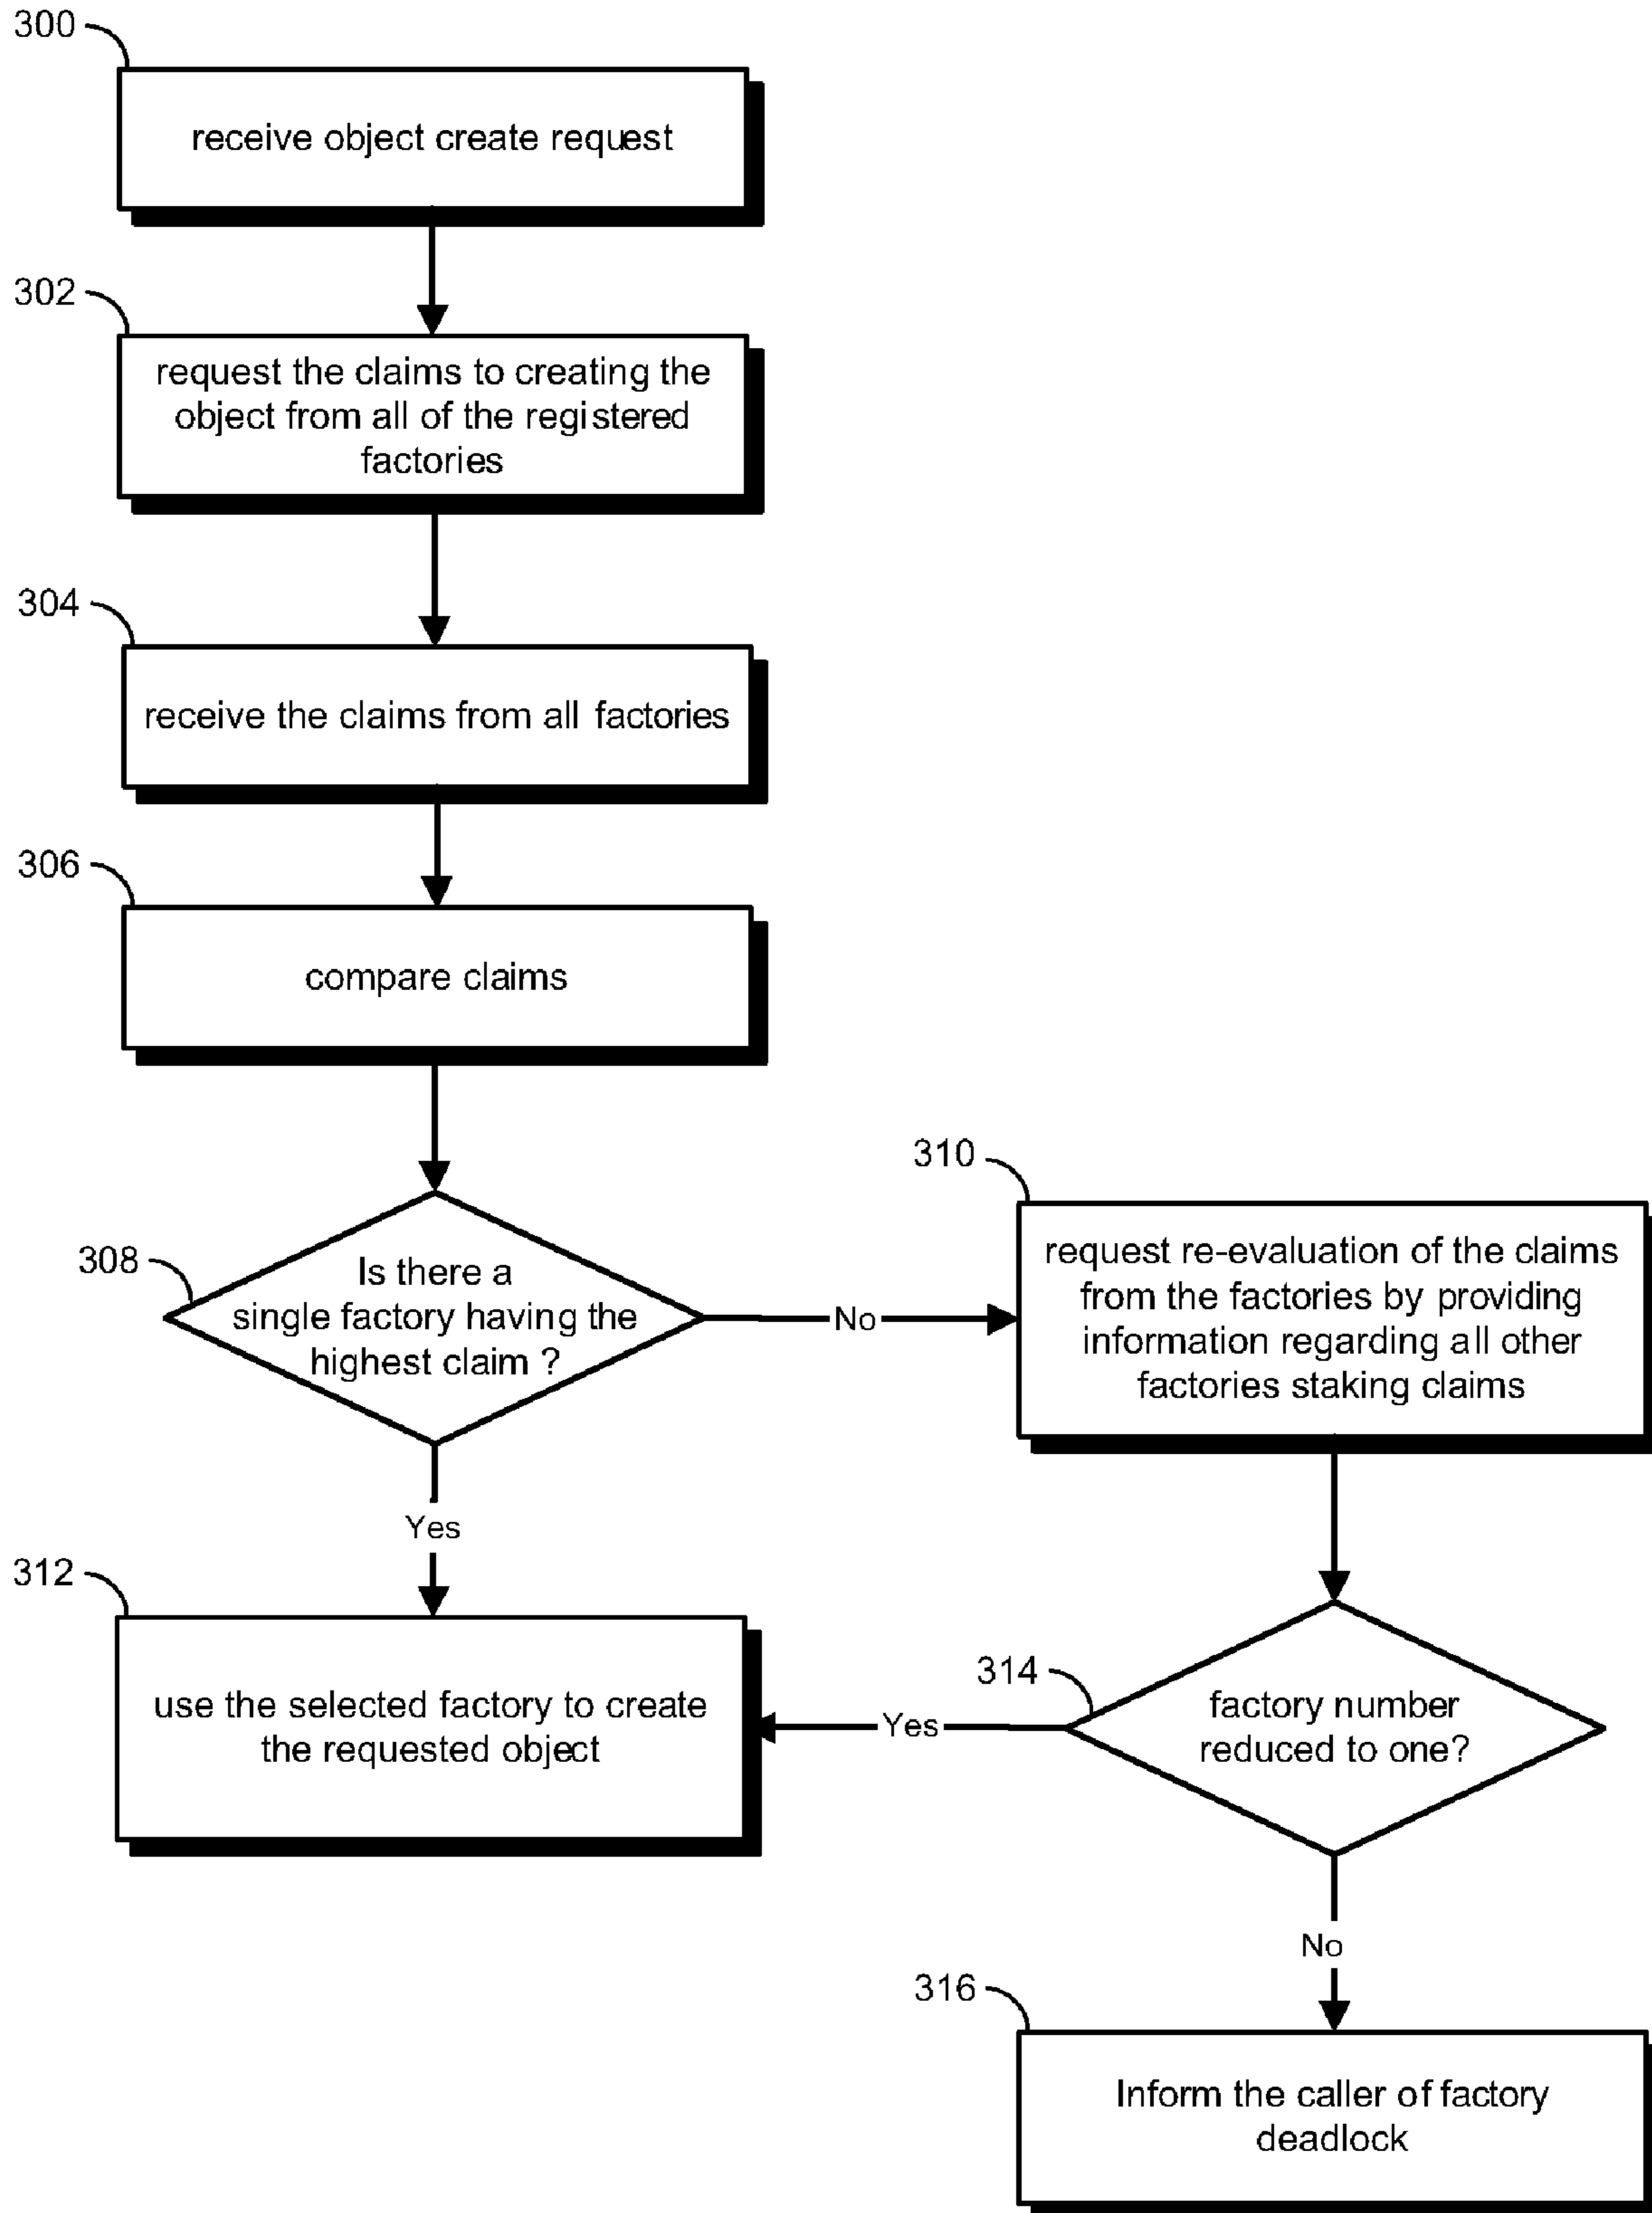 300
receive object create request
302
request the claims to creating the
object from all of the registered
factories
304
receive the claims from all factories
306
compare claims
308
Is there a
single factory having the
highest claim ?
No
310
request re-evaluation of the claims
from the factories by providing
information regarding all other
factories staking claims
Yes
312
use the selected factory to create
the requested object
314
factory number
reduced to one?
Yes
No
316
Inform the caller of factory
deadlock